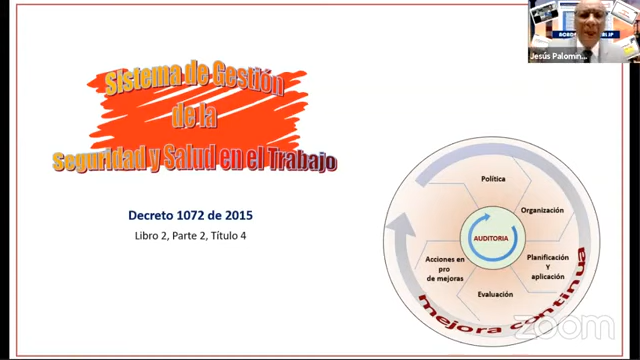 Jesús Palomin...
Sistema de Gestión
de la
Seguridad y Salud en el Trabajo
Decreto 1072 de 2015
Libro 2, Parte 2, Título 4
Política
Organización
AUDITORIA
Planificación
Y
aplicación
Acciones en
pro
de mejoras
Evaluación
mejora continua
zoom